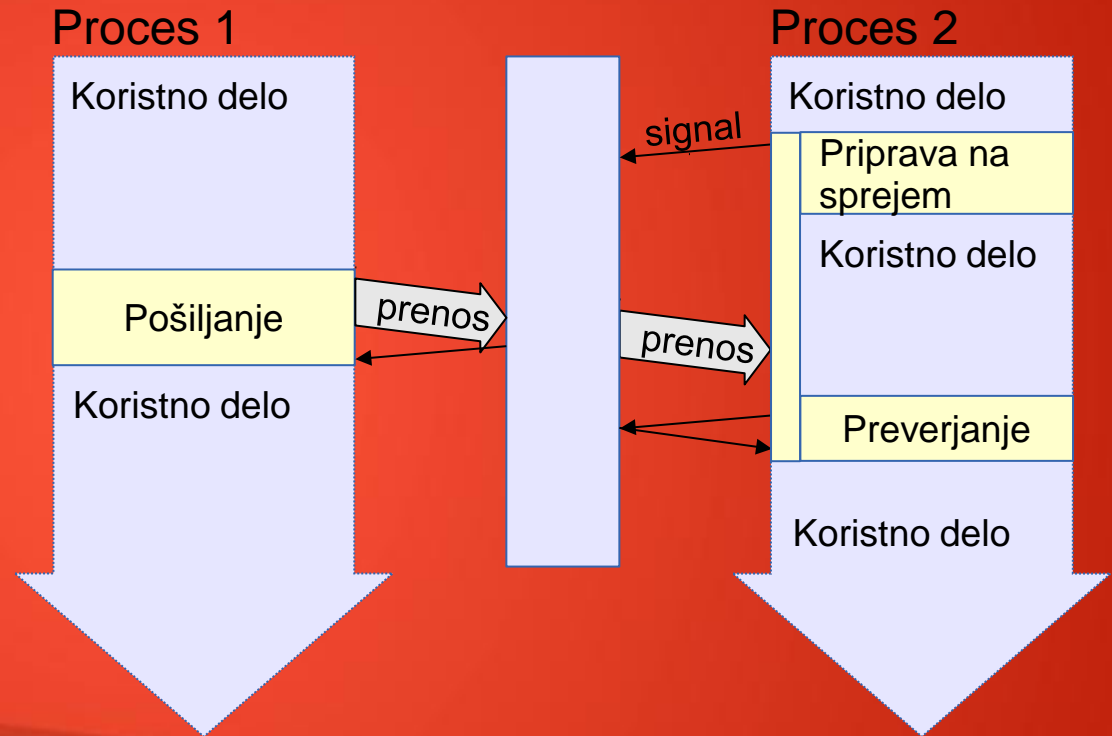 Proces 1
Proces 2
Koristno delo
Koristno delo
signal
Priprava na
sprejem
Koristno delo
Pošiljanje
prenos
prenos
Koristno delo
Preverjanje
Koristno delo